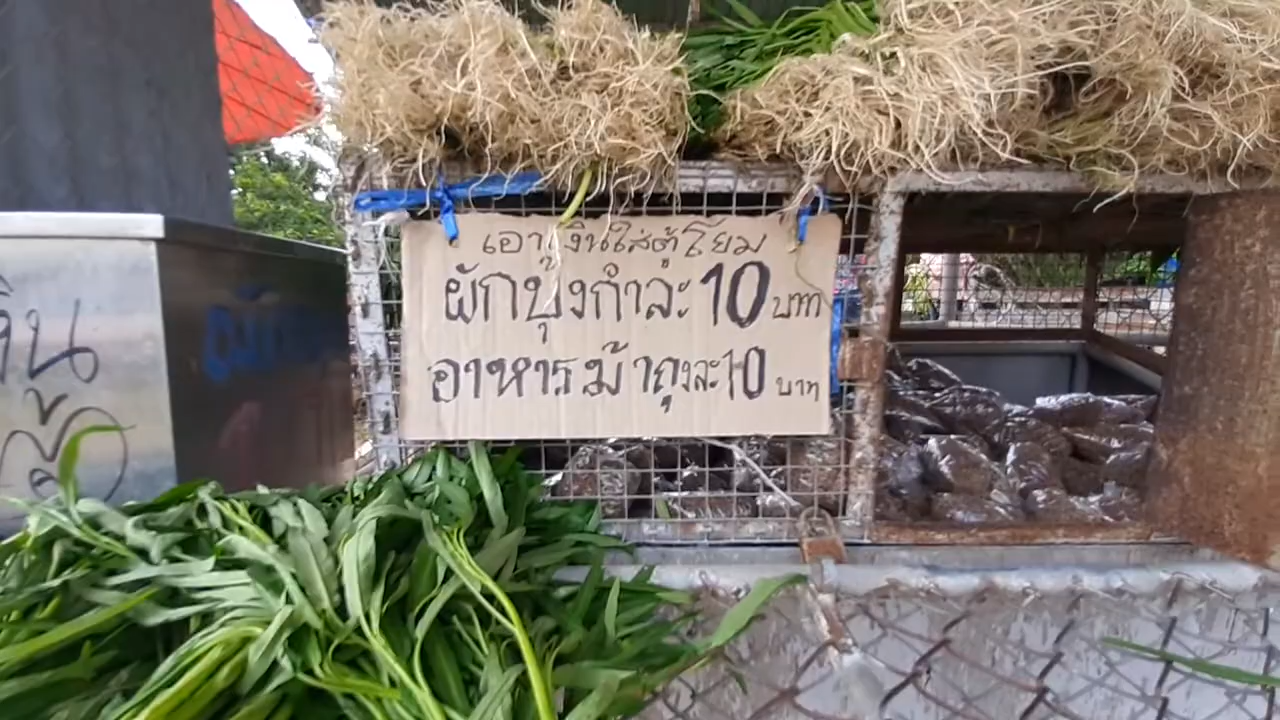 เอาเงินใส่ตู้โยม
ผักบุ้งกำละ 10 บาท
อาหารม้าถุงละ 10 บาท